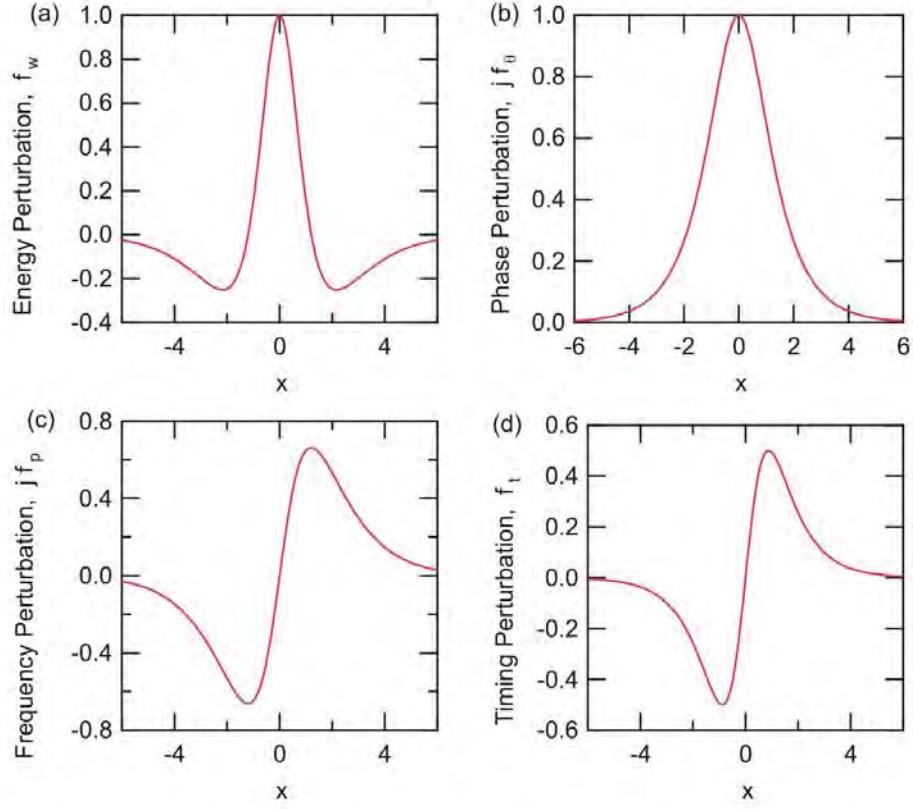 (a)
1.0
0.8
0.6
0.4
0.2
0.0
-0.2
-0.4
-4 0 4
x
Energy Perturbation, f w
(b)
1.0
0.8
0.6
0.4
0.2
0.0
-6 -4 -2 0 2 4 6
x
Phase Perturbation, j f θ
(c)
0.8
0.4
0.0
-0.4
-0.8
-4 0 4
x
Frequency Perturbation, j f p
(d)
0.6
0.4
0.2
0.0
-0.2
-0.4
-0.6
-4 0 4
x
Timing Perturbation, f t